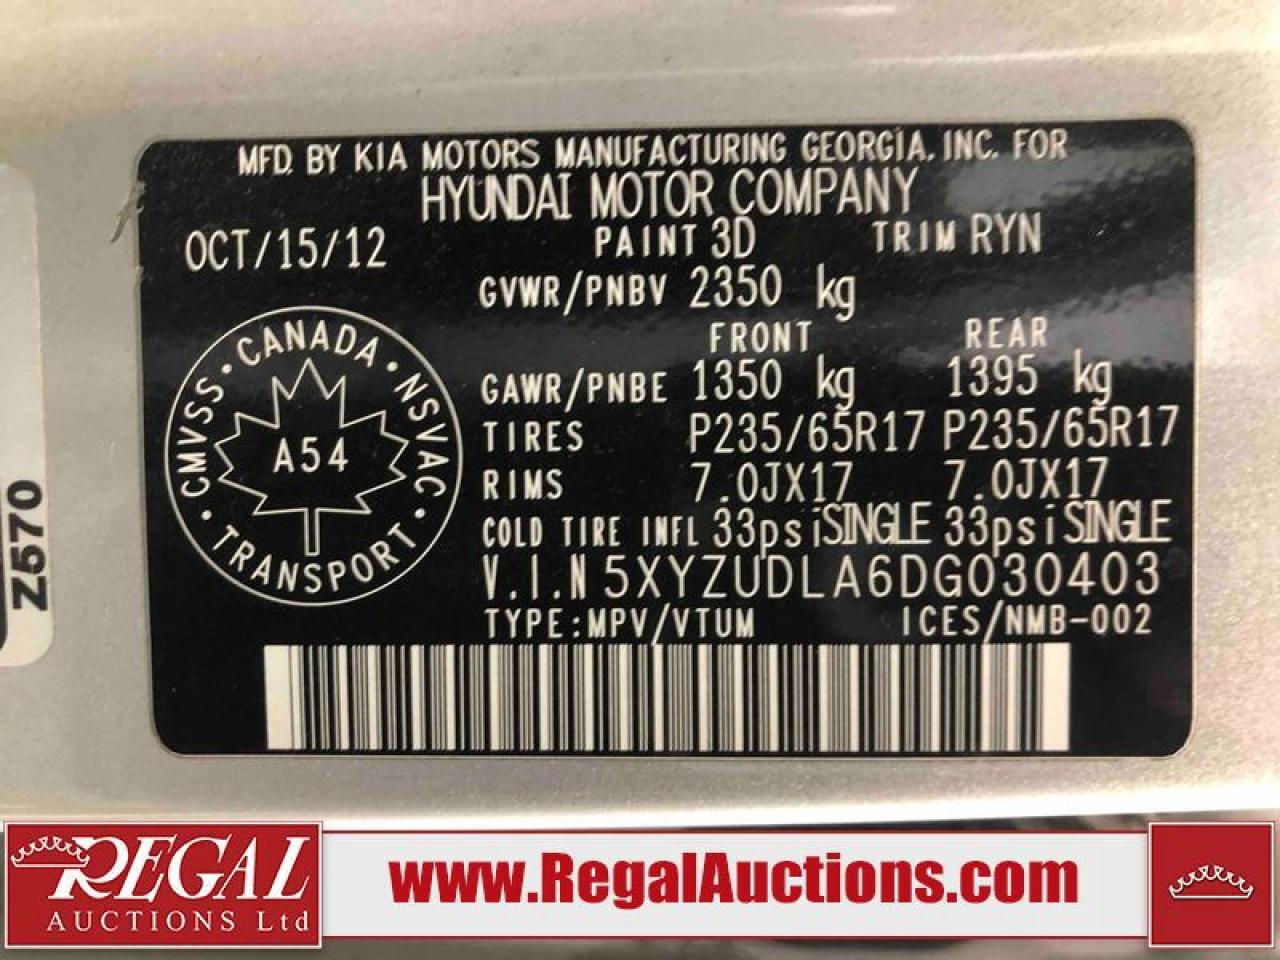 MFD. BY KIA MOTORS MANUFACTURING GEORGIA. INC. FOR
HYUNDAI MOTOR COMPANY
OCT/15/12 PAINT 3D TRIM RYN
GVWR/PNBV 2350 kg
FRONT REAR
GAWR/PNBE 1350 kg 1395 kg
TIRES P235/65R17 P235/65R17
RIMS 7.0JX17 7.0JX17
COLD TIRE INFL 33psi SINGLE 33psi SINGLE
V.I.N 5XYZUDLA6DG030403
TYPE:MPV/VTUM ICES/NMB-002
CANADA · NSVAC · TRANSPORT · CMVSS ·
A54
Z570
REGAL
AUCTIONS Ltd
www.RegalAuctions.com